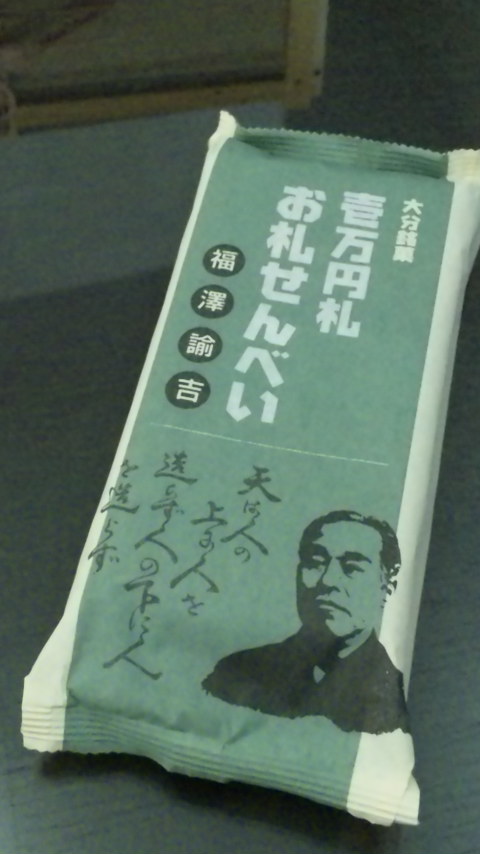 大分銘菓
壱万円札
お札せんべい
福澤諭吉
天は人の
上の人を
造らず人の下に人
を造らず